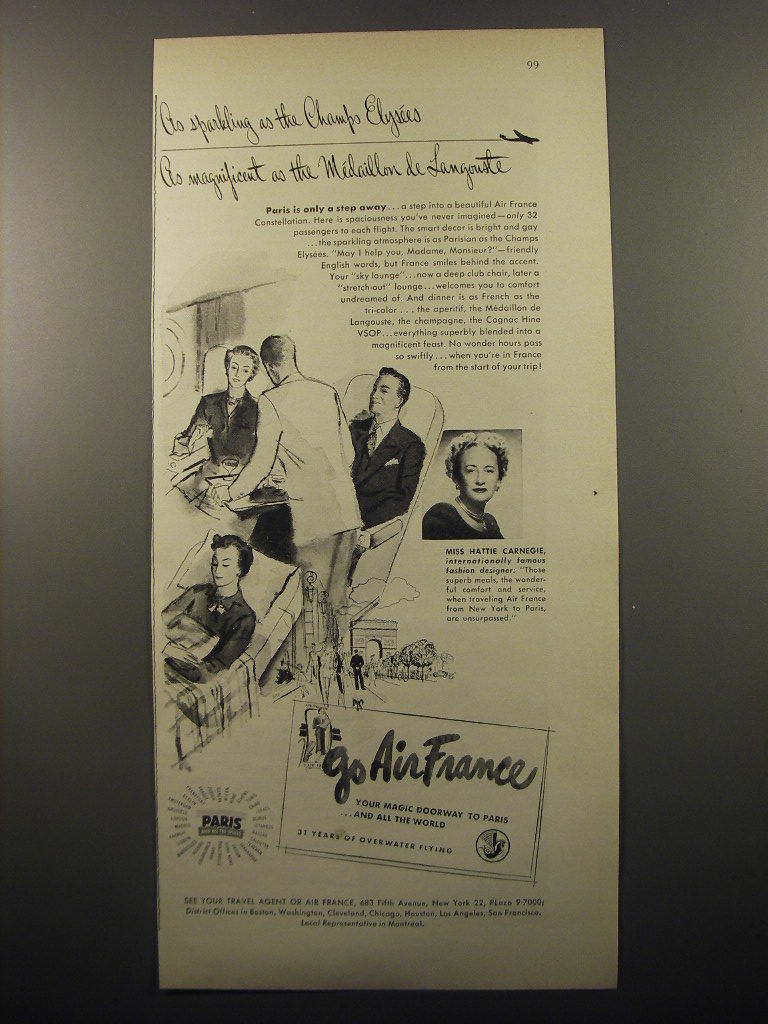 99
As sparkling as the Champs Elysées
As magnificent as the Médaillon de Langouste
Paris is only a step away...a step into a beautiful Air France
Constellation. Here is spaciousness you've never imagined—only 32
passengers to each flight. The smart decor is bright and gay
...the sparkling atmosphere is as Parisian as the Champs
Elysées. "May I help you, Madame, Monsieur?"—friendly
English words, but France smiles behind the accent.
Your "sky lounge"...now a deep club chair, later a
"stretch-out" lounge...welcomes you to comfort
undreamed of. And dinner is as French as the
tri-color . . . the aperitif, the Médaillon de
Langouste, the champagne, the Cognac Hine
VSOP...everything superbly blended into a
magnificent feast. No wonder hours pass
so swiftly...when you're in France
from the start of your trip!
MISS HATTIE CARNEGIE,
internationally famous
fashion designer: "Those
superb meals, the wonder-
ful comfort and service,
when traveling Air France
from New York to Paris,
are unsurpassed."
go Air France
YOUR MAGIC DOORWAY TO PARIS
...AND ALL THE WORLD
31 YEARS OF OVERWATER FLYING
PARIS
AND ALL THE WORLD
SEE YOUR TRAVEL AGENT OR AIR FRANCE, 683 Fifth Avenue, New York 22, PLaza 9-7000;
District Offices in Boston, Washington, Cleveland, Chicago, Houston, Los Angeles, San Francisco.
Local Representative in Montreal.